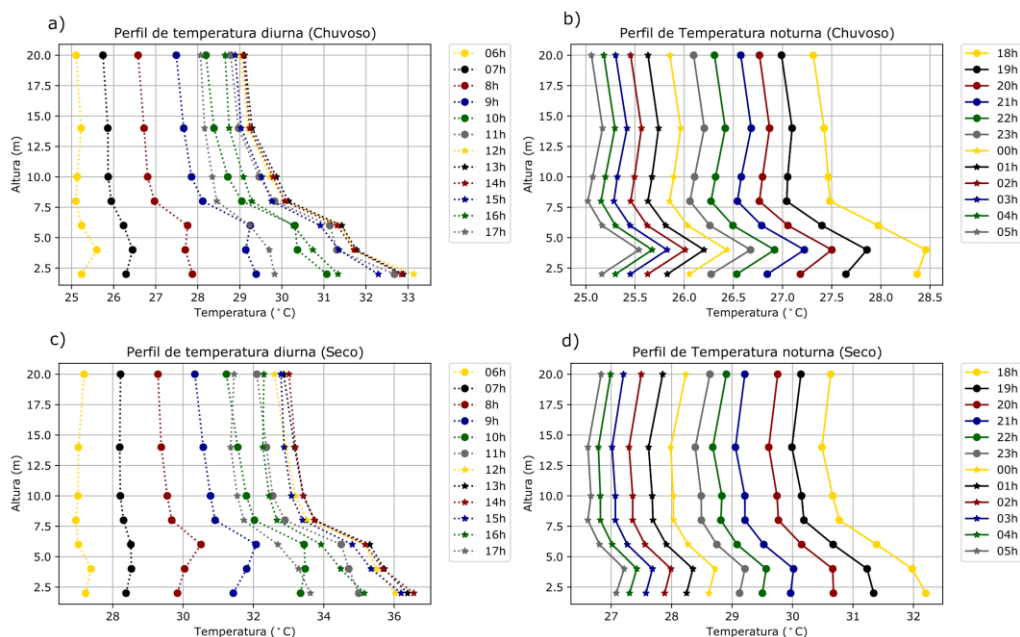 a)
Perfil de temperatura diurna (Chuvoso)
20.0
17.5
15.0
12.5
10.0
7.5
5.0
2.5
Altura (m)
25 26 27 28 29 30 31 32 33
Temperatura (°C)
06h
07h
8h
9h
10h
11h
12h
13h
14h
15h
16h
17h
b)
Perfil de Temperatura noturna (Chuvoso)
20.0
17.5
15.0
12.5
10.0
7.5
5.0
2.5
Altura (m)
25.0 25.5 26.0 26.5 27.0 27.5 28.0 28.5
Temperatura (°C)
18h
19h
20h
21h
22h
23h
00h
01h
02h
03h
04h
05h
c)
Perfil de temperatura diurna (Seco)
20.0
17.5
15.0
12.5
10.0
7.5
5.0
2.5
Altura (m)
28 30 32 34 36
Temperatura (°C)
06h
07h
8h
9h
10h
11h
12h
13h
14h
15h
16h
17h
d)
Perfil de Temperatura noturna (Seco)
20.0
17.5
15.0
12.5
10.0
7.5
5.0
2.5
Altura (m)
27 28 29 30 31 32
Temperatura (°C)
18h
19h
20h
21h
22h
23h
00h
01h
02h
03h
04h
05h